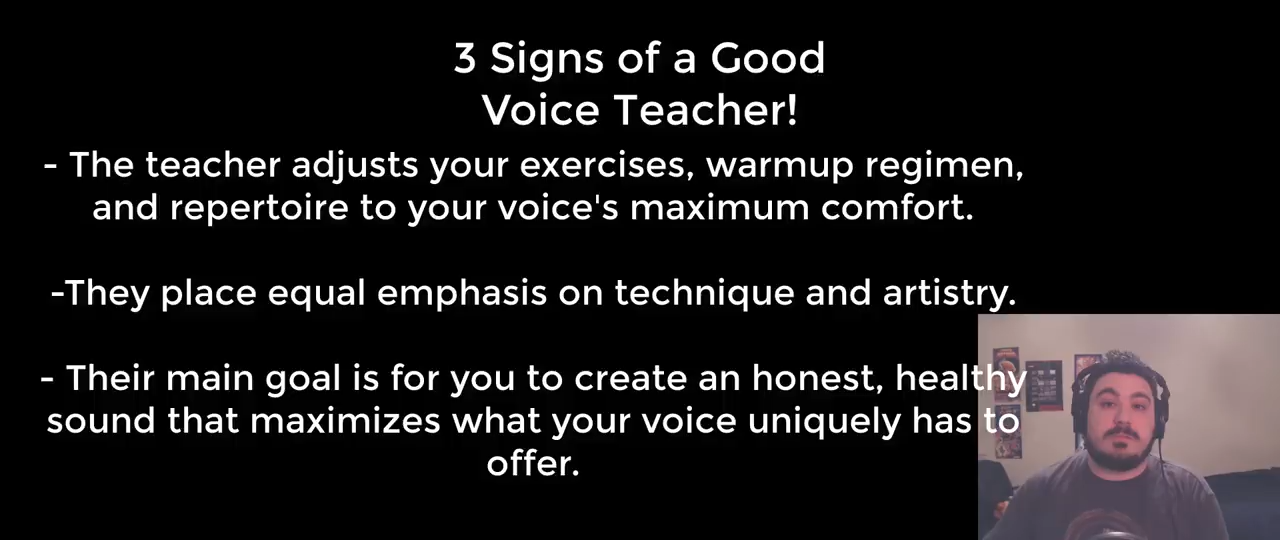 3 Signs of a Good
Voice Teacher!
- The teacher adjusts your exercises, warmup regimen,
and repertoire to your voice's maximum comfort.
-They place equal emphasis on technique and artistry.
- Their main goal is for you to create an honest, healthy
sound that maximizes what your voice uniquely has to
offer.